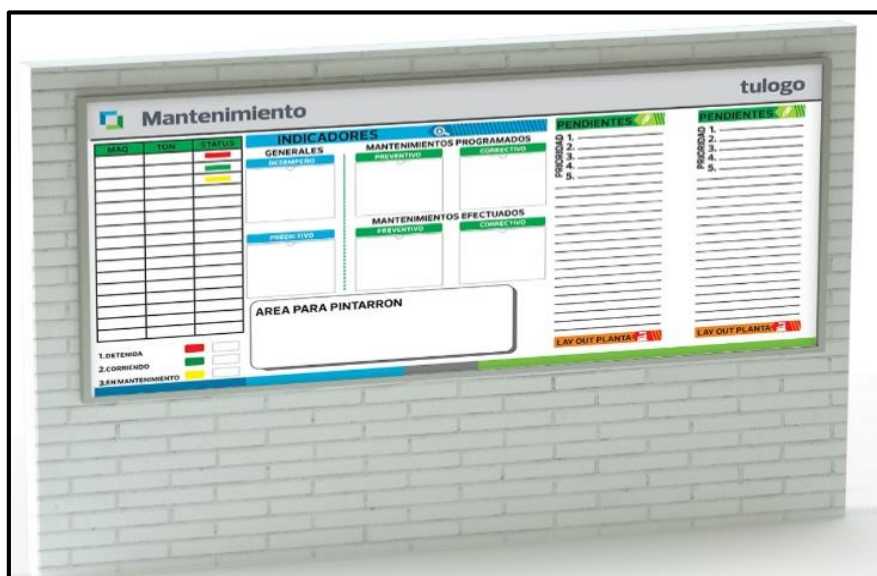 Mantenimiento
tulogo
MAQ TON STATUS
1.DETENIDA
2.CORRIENDO
3.EN MANTENIMIENTO
INDICADORES
GENERALES
DESEMPEÑO
PREDICTIVO
MANTENIMIENTOS PROGRAMADOS
PREVENTIVO CORRECTIVO
MANTENIMIENTOS EFECTUADOS
PREVENTIVO CORRECTIVO
AREA PARA PINTARRON
PENDIENTES
PRIORIDAD
1.
2.
3.
4.
5.
LAY OUT PLANTA
PENDIENTES
PRIORIDAD
1.
2.
3.
4.
5.
LAY OUT PLANTA